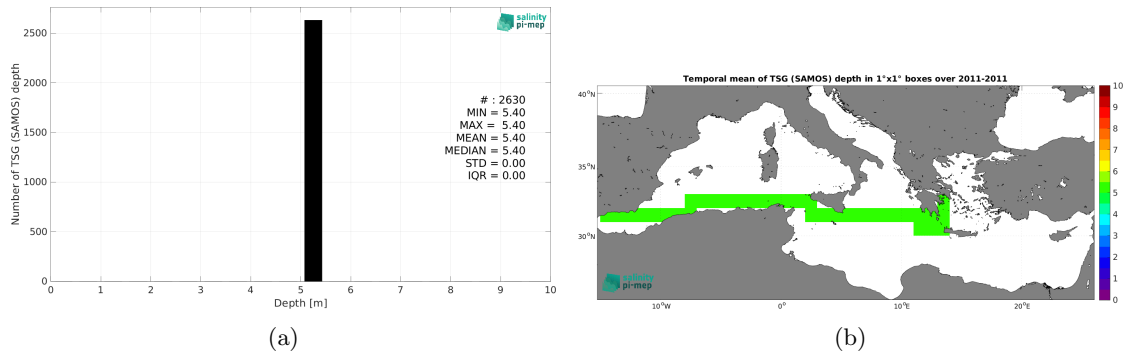 salinity
pi-mep
Number of TSG (SAMOS) depth
2500
2000
1500
1000
500
0
# : 2630
MIN = 5.40
MAX = 5.40
MEAN = 5.40
MEDIAN = 5.40
STD = 0.00
IQR = 0.00
0 1 2 3 4 5 6 7 8 9 10
Depth [m]
(a)
Temporal mean of TSG (SAMOS) depth in 1°x1° boxes over 2011-2011
40°N
35°N
30°N
10°W 0° 10°E 20°E
salinity
pi-mep
10
9
8
7
6
5
4
3
2
1
0
(b)